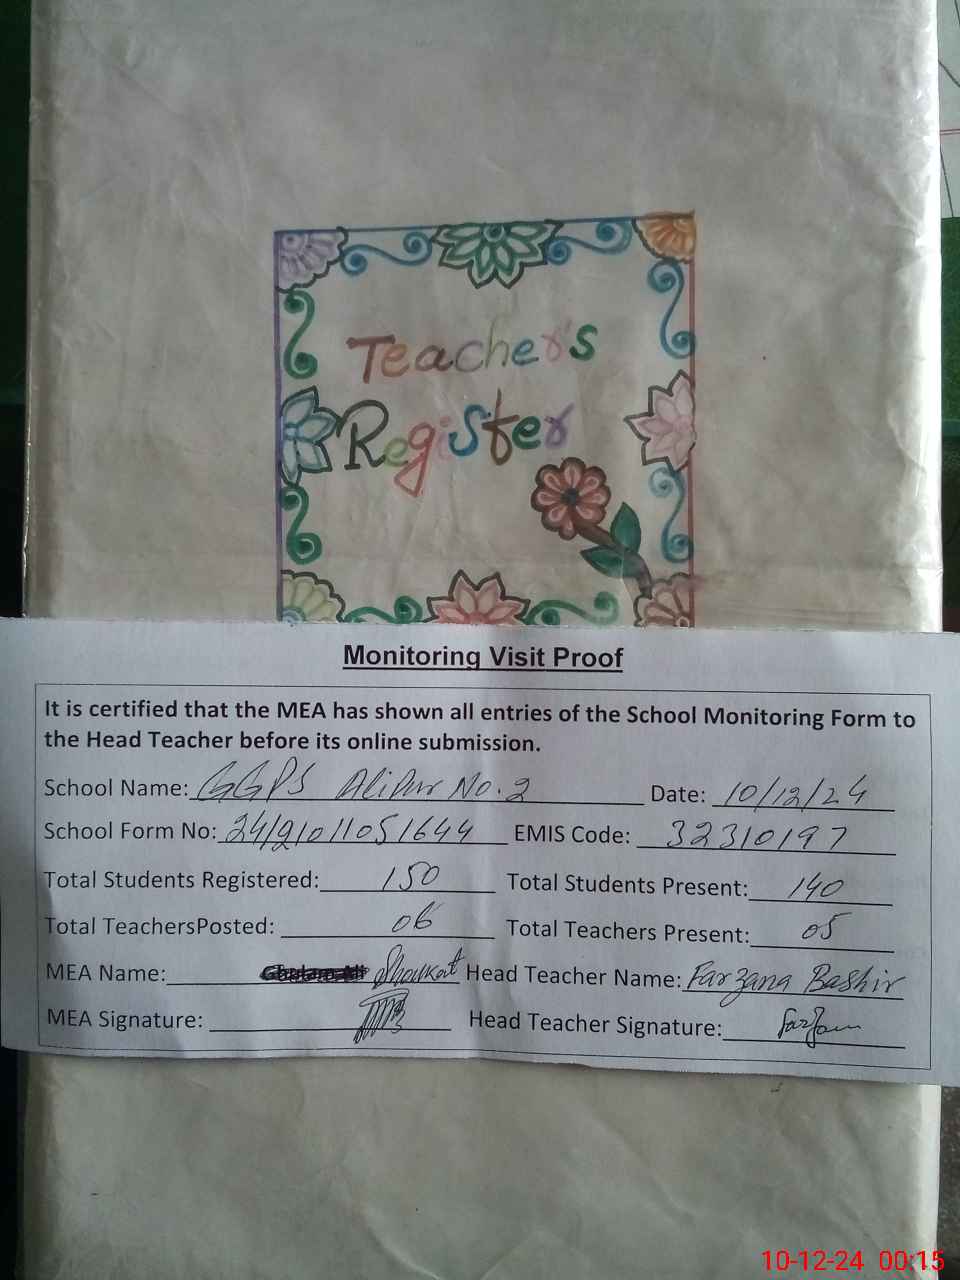 Teacher's
Register
Monitoring Visit Proof
It is certified that the MEA has shown all entries of the School Monitoring Form to
the Head Teacher before its online submission.
School Name: GGPS Alipur No. 2 Date: 10/12/24
School Form No: 24/91011051644 EMIS Code: 32310197
Total Students Registered: 150 Total Students Present: 140
Total TeachersPosted: 06 Total Teachers Present: 05
MEA Name: Shoukat Head Teacher Name: Farzana Bashir
MEA Signature: Head Teacher Signature:
10-12-24 00:15